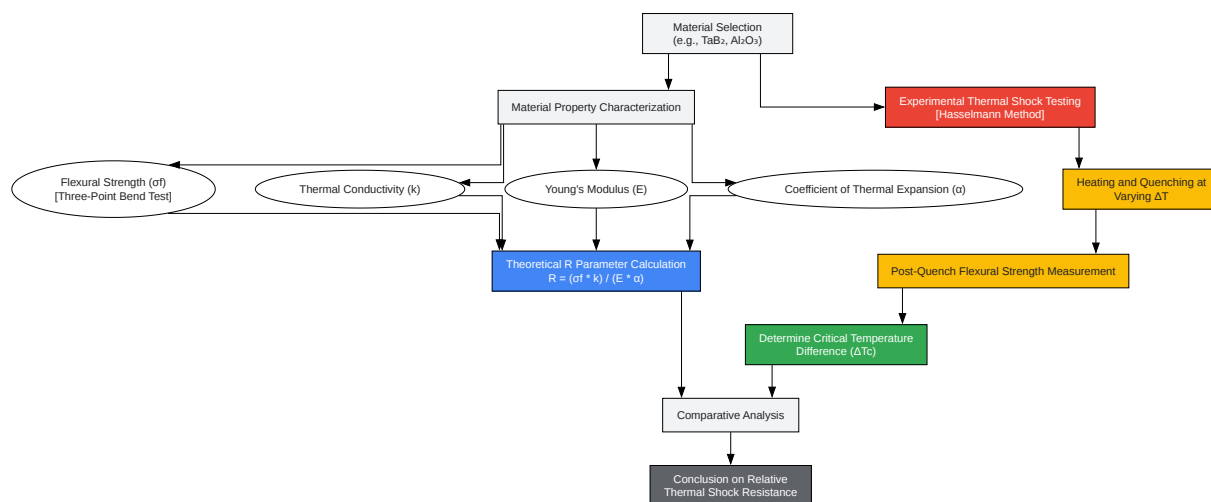 Material Selection
(e.g., TaB₂, Al₂O₃)
Material Property Characterization
Experimental Thermal Shock Testing
[Hasselmann Method]
Flexural Strength (σf)
[Three-Point Bend Test]
Thermal Conductivity (k)
Young's Modulus (E)
Coefficient of Thermal Expansion (α)
Heating and Quenching at
Varying ΔT
Theoretical R Parameter Calculation
R = (σf * k) / (E * α)
Post-Quench Flexural Strength Measurement
Determine Critical Temperature
Difference (ΔTc)
Comparative Analysis
Conclusion on Relative
Thermal Shock Resistance